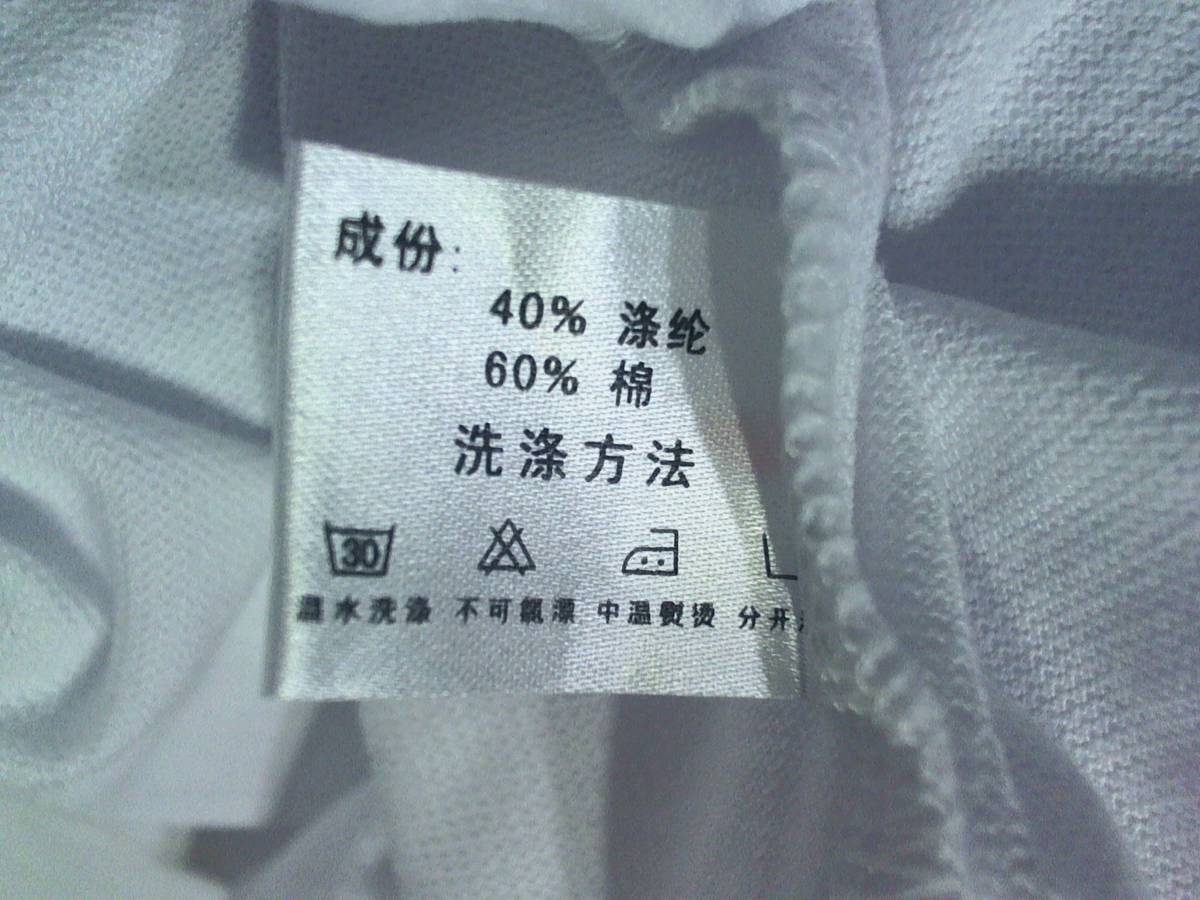 成份:
40% 涤纶
60% 棉
洗涤方法
30
温水洗涤 不可氯漂 中温熨烫 分开